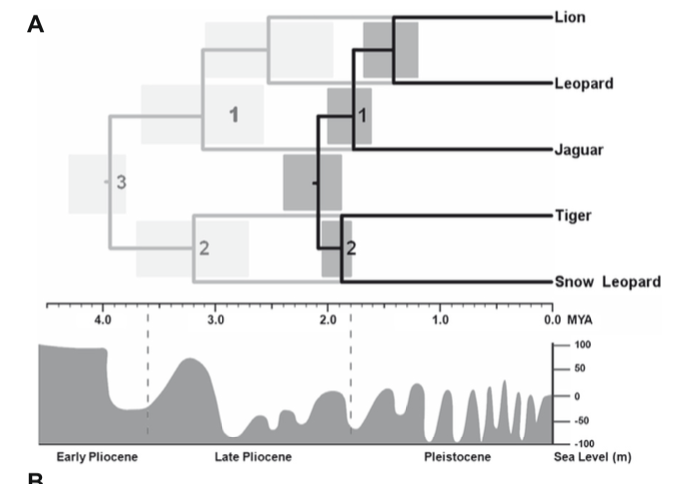 A
Lion
Leopard
1 1
Jaguar
3
Tiger
2 2
Snow Leopard
4.0 3.0 2.0 1.0 0.0 MYA
100
50
0
-50
-100
Early Pliocene Late Pliocene Pleistocene Sea Level (m)
B